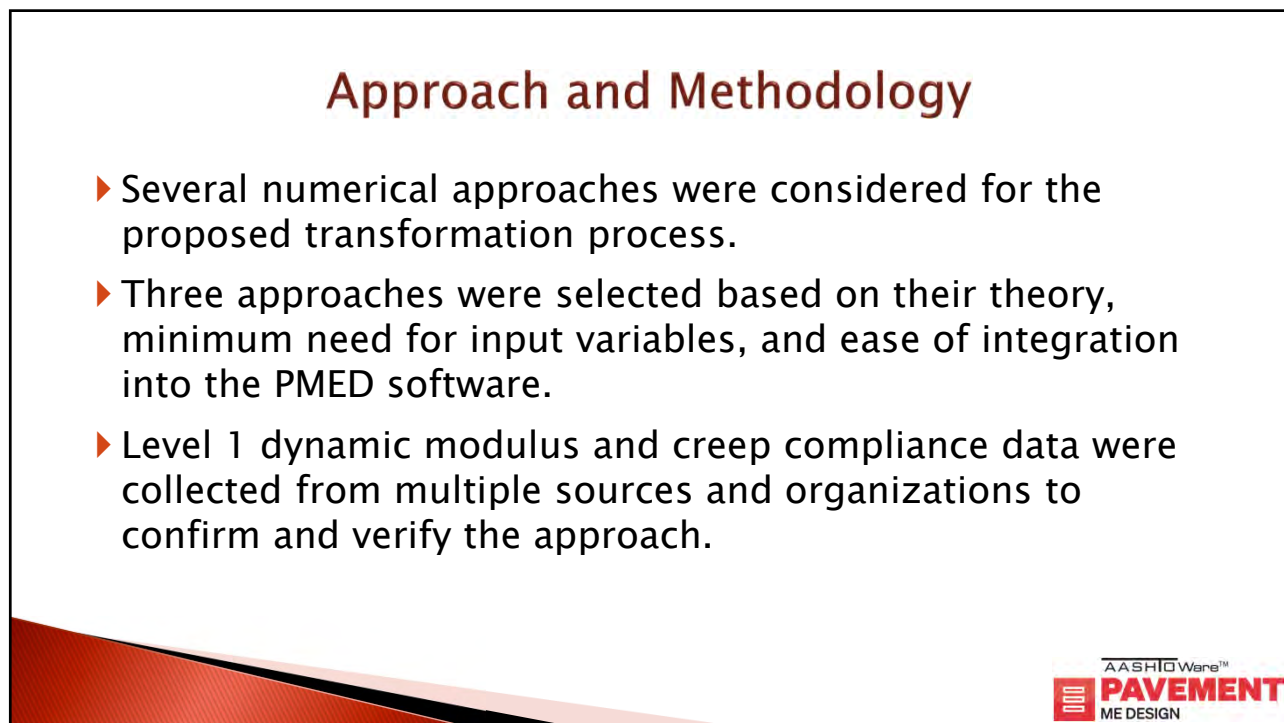 Approach and Methodology
Several numerical approaches were considered for the
proposed transformation process.
Three approaches were selected based on their theory,
minimum need for input variables, and ease of integration
into the PMED software.
Level 1 dynamic modulus and creep compliance data were
collected from multiple sources and organizations to
confirm and verify the approach.
AASHTOWare™
PAVEMENT
ME DESIGN